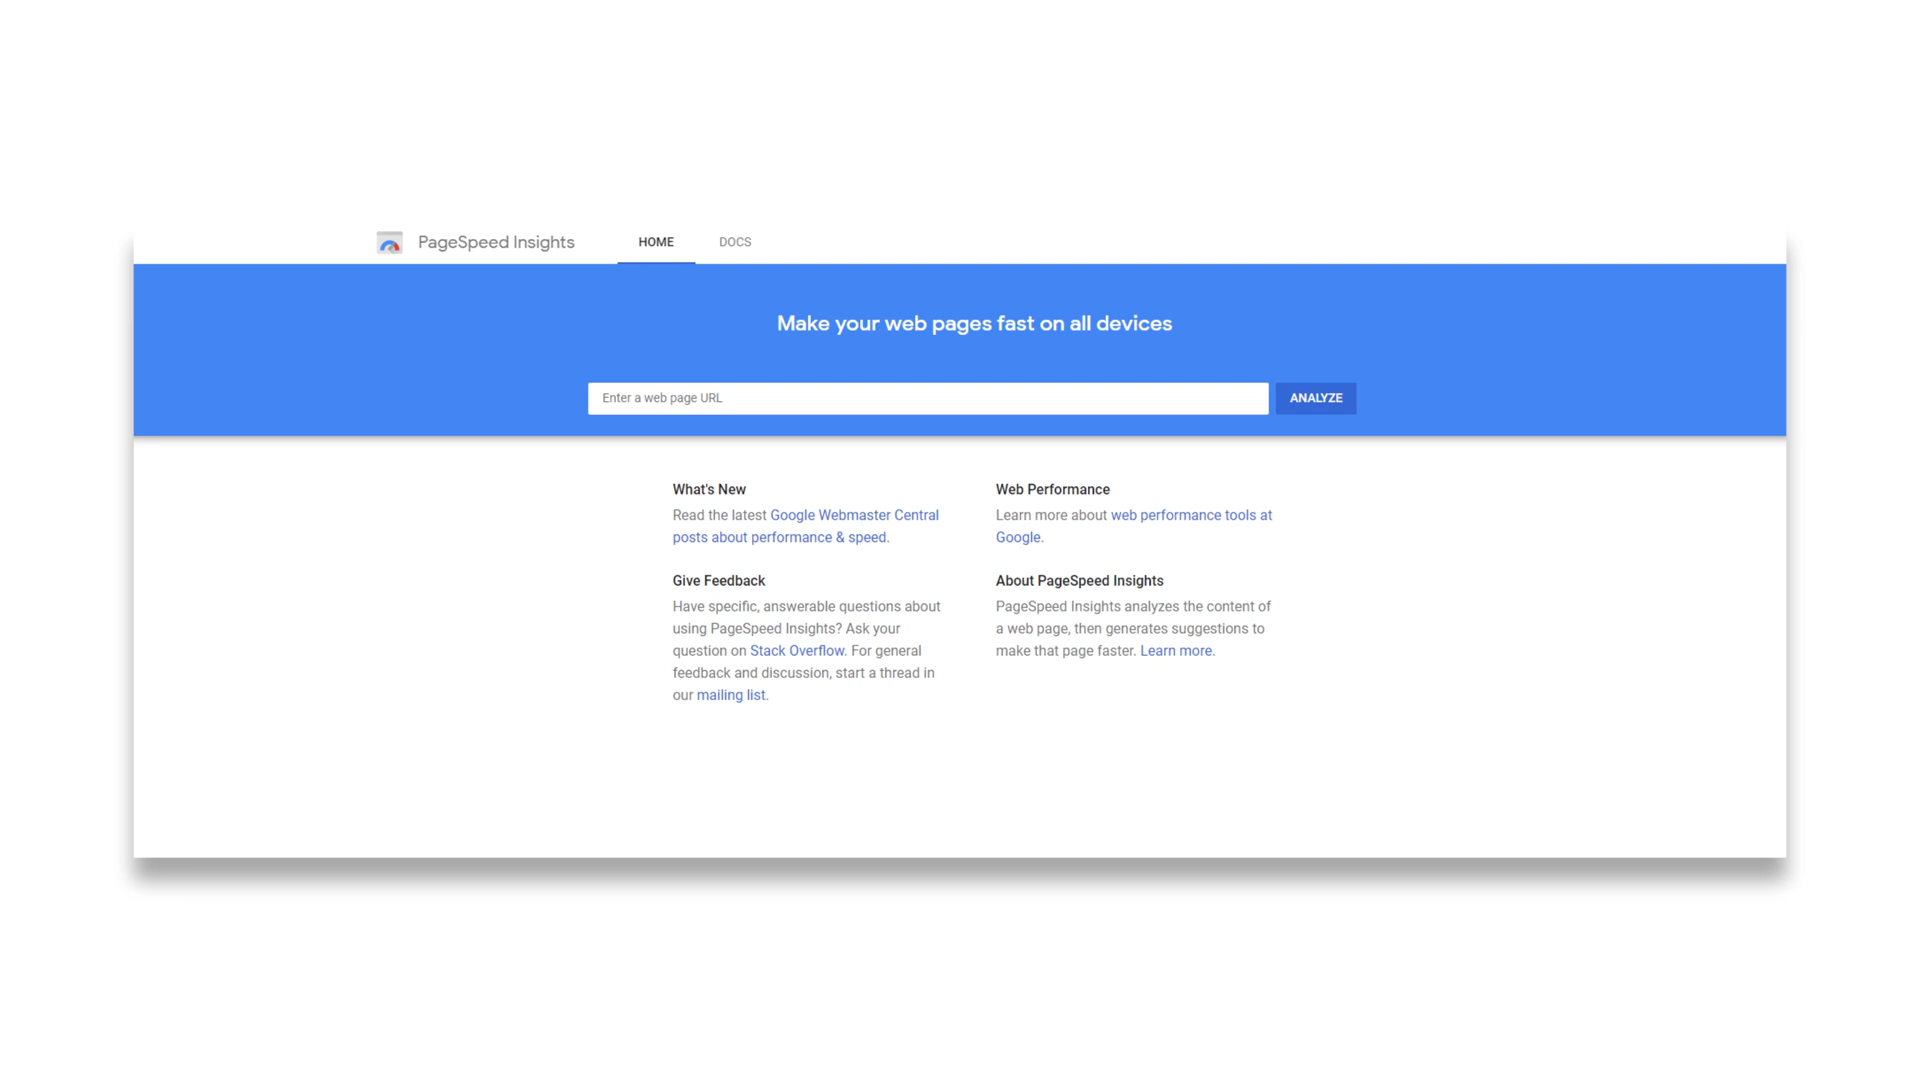 PageSpeed Insights
HOME
DOCS
Make your web pages fast on all devices
Enter a web page URL
ANALYZE
What's New
Read the latest Google Webmaster Central
posts about performance & speed.
Give Feedback
Have specific, answerable questions about
using PageSpeed Insights? Ask your
question on Stack Overflow. For general
feedback and discussion, start a thread in
our mailing list.
Web Performance
Learn more about web performance tools at
Google.
About PageSpeed Insights
PageSpeed Insights analyzes the content of
a web page, then generates suggestions to
make that page faster. Learn more.